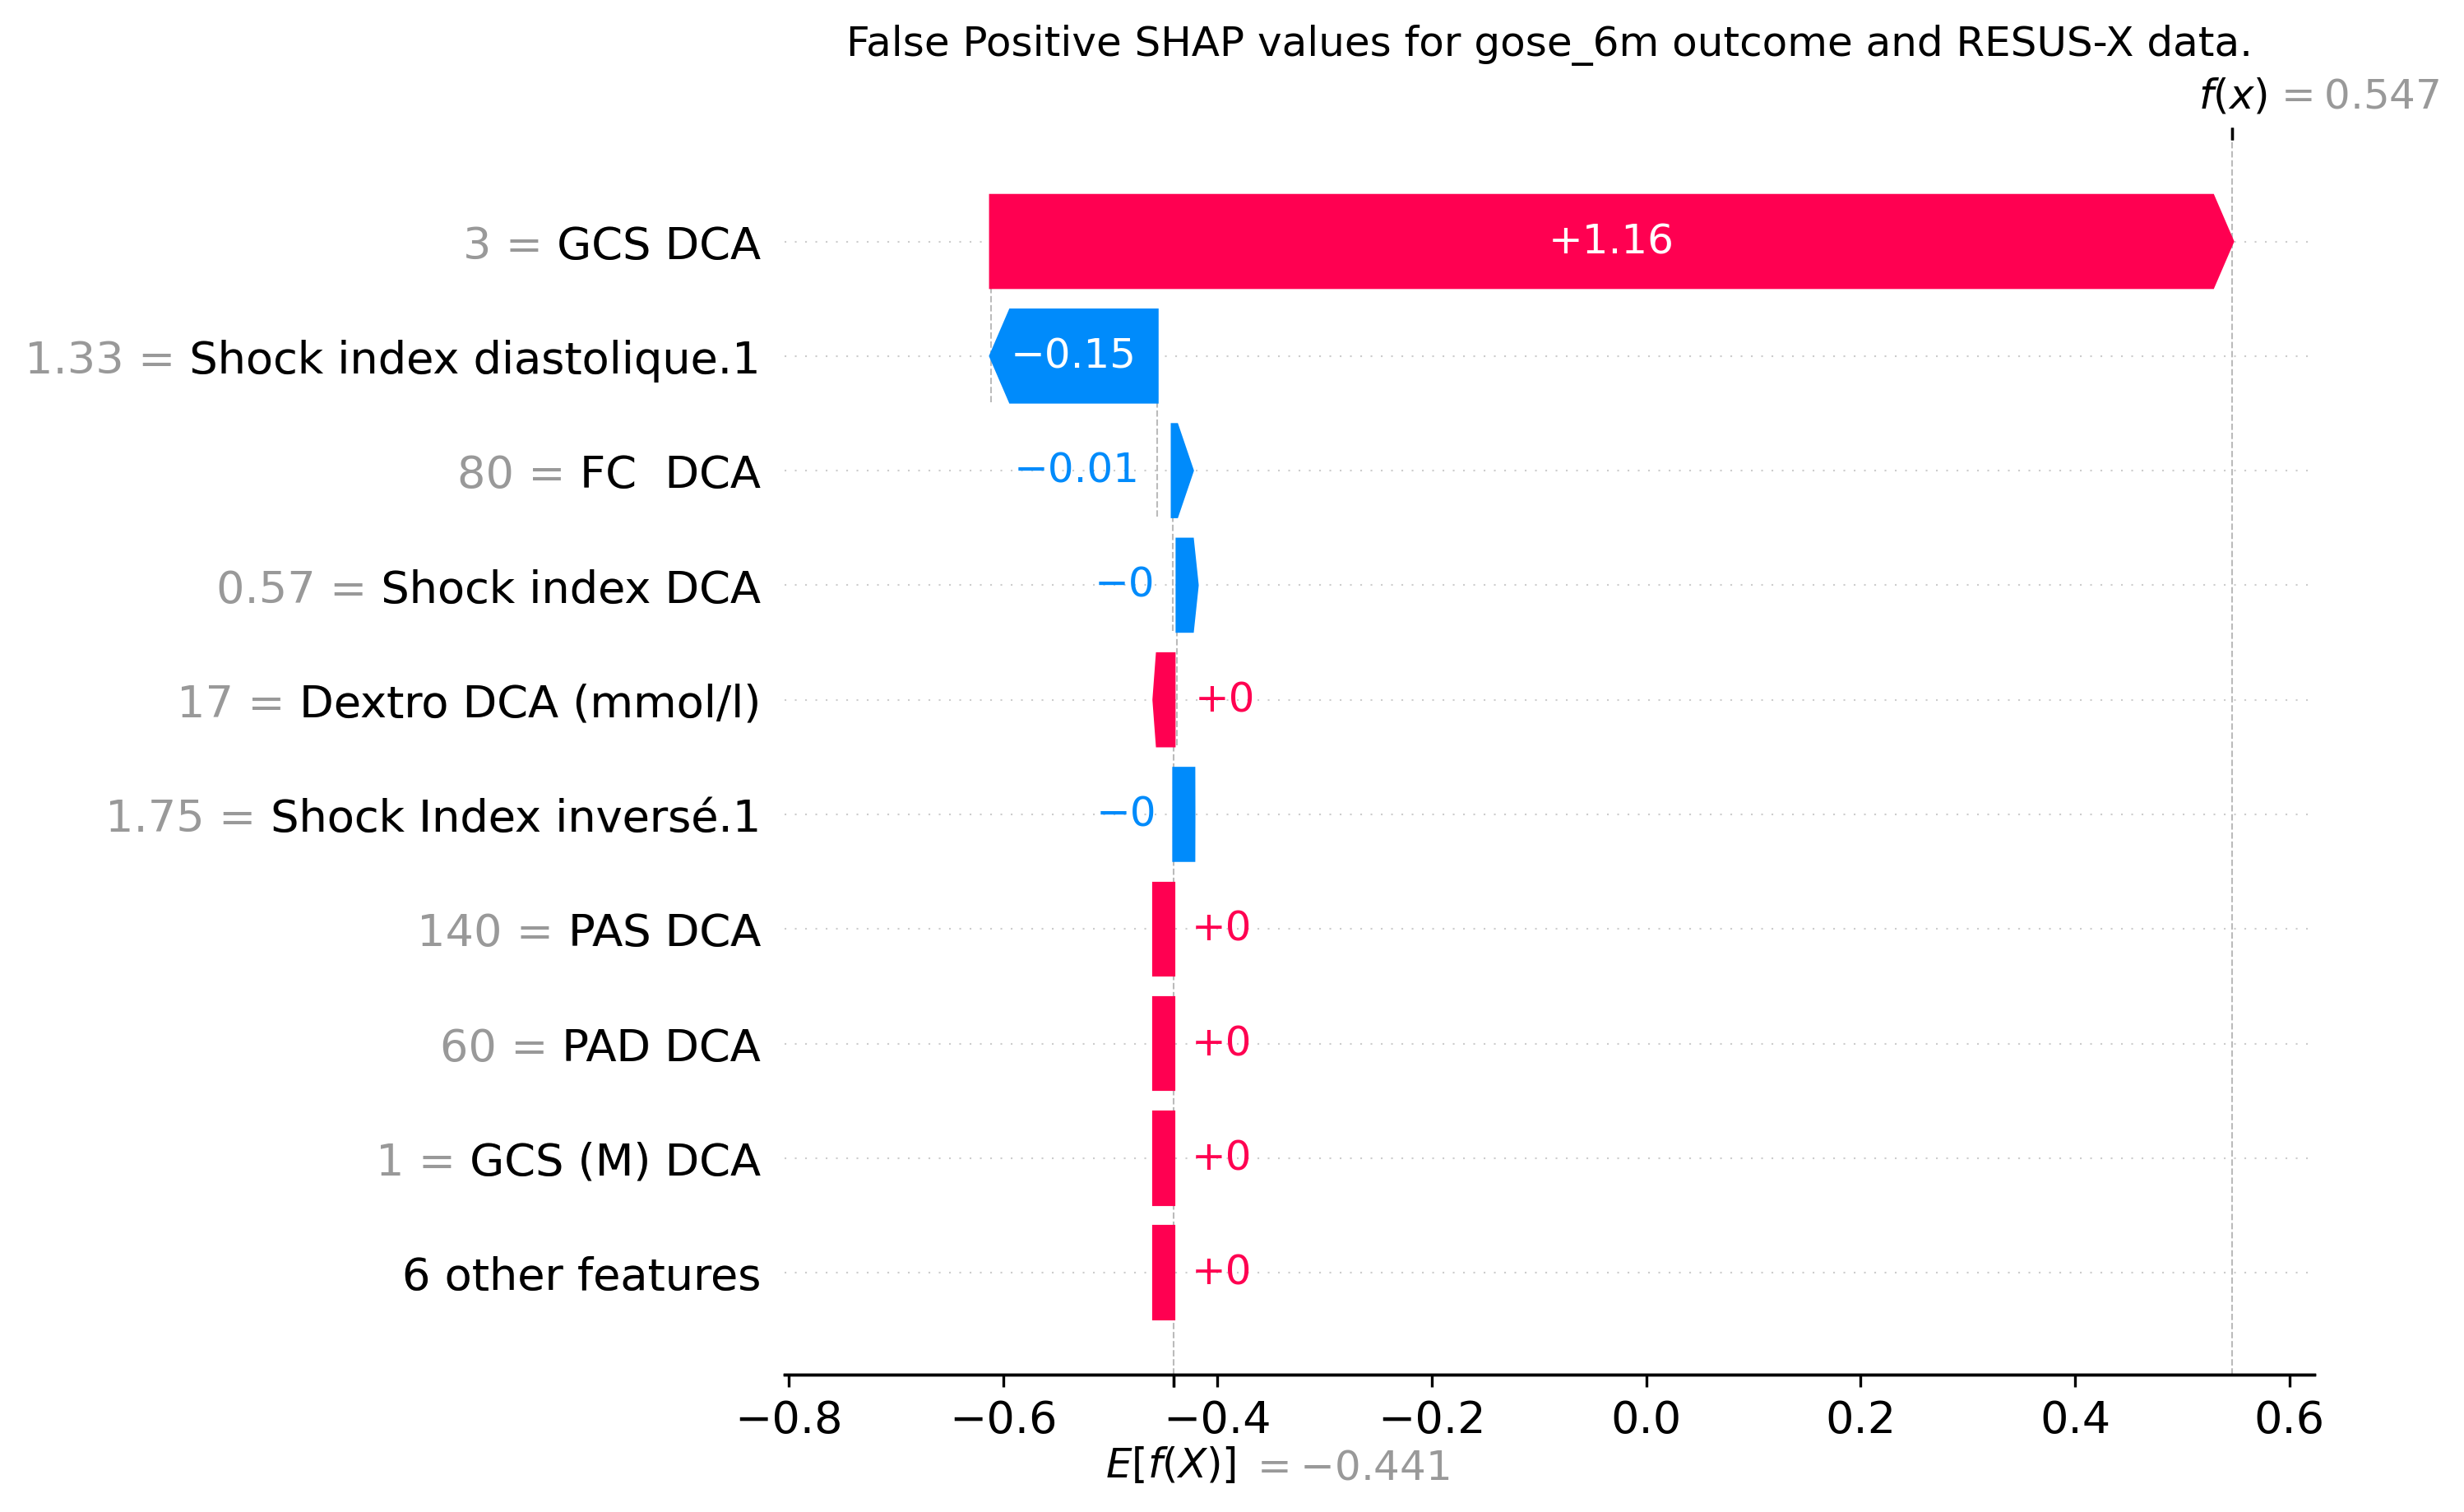 False Positive SHAP values for gose_6m outcome and RESUS-X data.
f(x) = 0.547
3 = GCS DCA
+1.16
1.33 = Shock index diastolique.1
−0.15
80 = FC  DCA
−0.01
0.57 = Shock index DCA
−0
17 = Dextro DCA (mmol/l)
+0
1.75 = Shock Index inversé.1
−0
140 = PAS DCA
+0
60 = PAD DCA
+0
1 = GCS (M) DCA
+0
6 other features
+0
−0.8 −0.6 −0.4 −0.2 0.0 0.2 0.4 0.6
E[f(X)] = −0.441